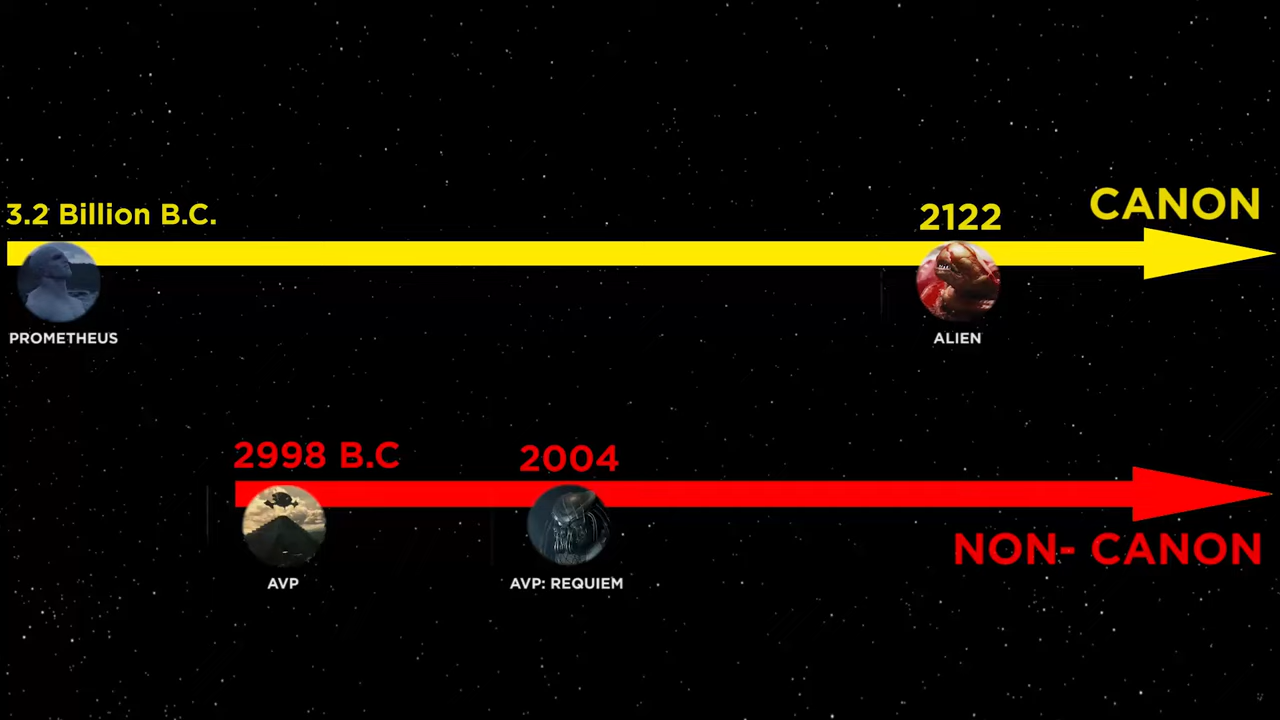 3.2 Billion B.C.
2122
CANON
PROMETHEUS
ALIEN
2998 B.C
2004
NON- CANON
AVP
AVP: REQUIEM